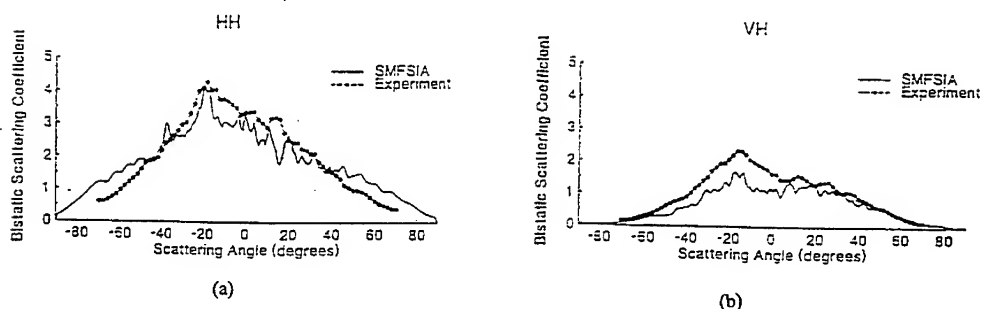 HH
Bistatic Scattering Coefficient
5
4
3
2
1
0
SMFSIA
Experiment
-80 -60 -40 -20 0 20 40 60 80
Scattering Angle (degrees)
(a)
VH
Bistatic Scattering Coefficient
5
4
3
2
1
0
SMFSIA
Experiment
-80 -60 -40 -20 0 20 40 60 80
Scattering Angle (degrees)
(b)